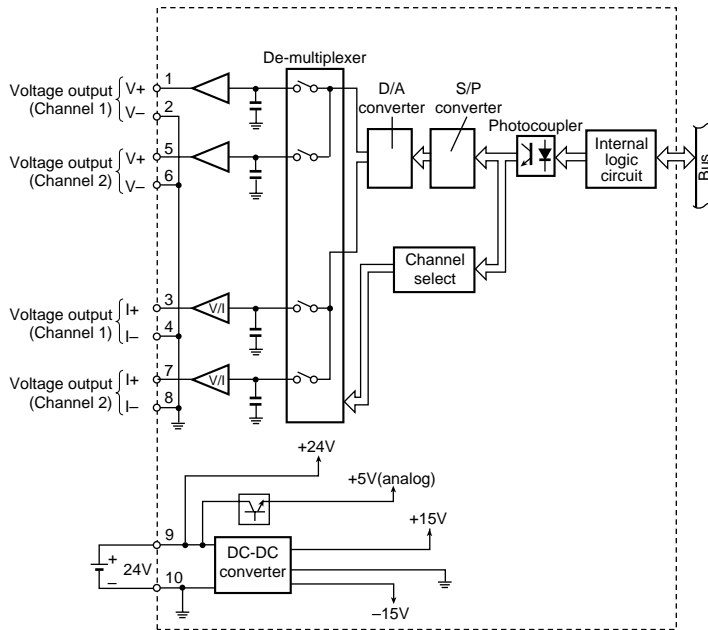 De-multiplexer
Voltage output
(Channel 1)
V+
V–
1
2
D/A
converter
S/P
converter
Photocoupler
Internal
logic
circuit
Bus
Voltage output
(Channel 2)
V+
V–
5
6
Channel
select
Voltage output
(Channel 1)
I+
I–
3
4
V/I
Voltage output
(Channel 2)
I+
I–
7
8
V/I
+24V
+5V(analog)
+15V
9
+
24V
–
10
DC-DC
converter
–15V